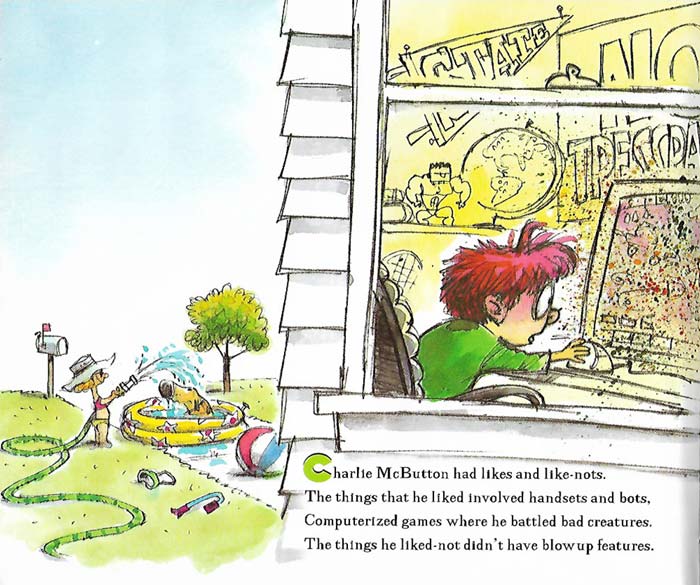 STATE
Charlie McButton had likes and like-nots.
The things that he liked involved handsets and bots,
Computerized games where he battled bad creatures.
The things he liked-not didn't have blowup features.